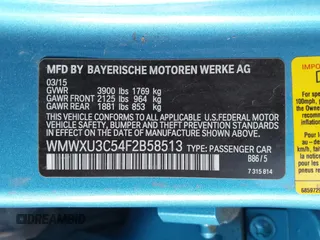 MFD BY BAYERISCHE MOTOREN WERKE AG
03/15
GVWR 3900 lbs 1769 kg
GAWR FRONT 2125 lbs 964 kg
GAWR REAR 1881 lbs 853 kg
THIS VEHICLE CONFORMS TO ALL
APPLICABLE U.S.FEDERAL MOTOR
VEHICLE SAFETY, BUMPER, AND THEFT
PREVENTION STANDARDS IN EFFECT ON
THE DATE OF MANUFACTURE SHOWN ABOVE.
WMWXU3C54F2B58513 TYPE: PASSENGER CAR
B86/5
7 315 814
DREAMBID